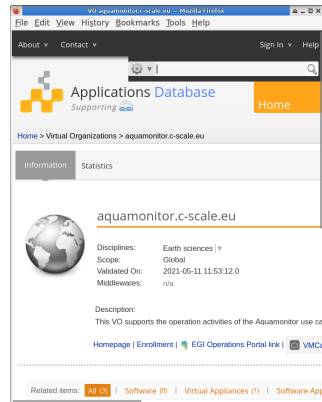 VO aquamonitor.c-scale.eu — Mozilla Firefox
File Edit View History Bookmarks Tools Help
About Contact Sign In Help
Applications Database
Supporting
Home
Home > Virtual Organizations > aquamonitor.c-scale.eu
Information Statistics
aquamonitor.c-scale.eu
Disciplines: Earth sciences
Scope: Global
Validated On: 2021-05-11 11:53:12.0
Middlewares: n/a
Description:
This VO supports the operation activities of the Aquamonitor use ca
Homepage | Enrollment | EGI Operations Portal link | VMCa
Related items: All (3) | Software (0) | Virtual Appliances (1) | Software App